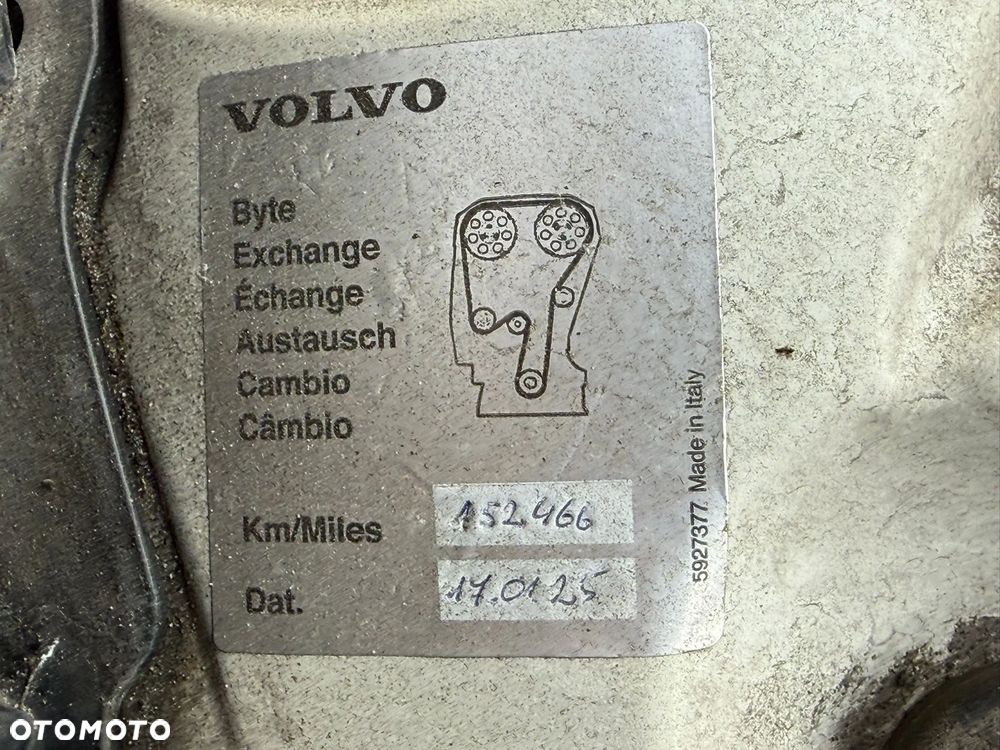 VOLVO
Byte
Exchange
Échange
Austausch
Cambio
Câmbio
Km/Miles 152.466
Dat. 17.01.25
5927377 Made in Italy
OTOMOTO